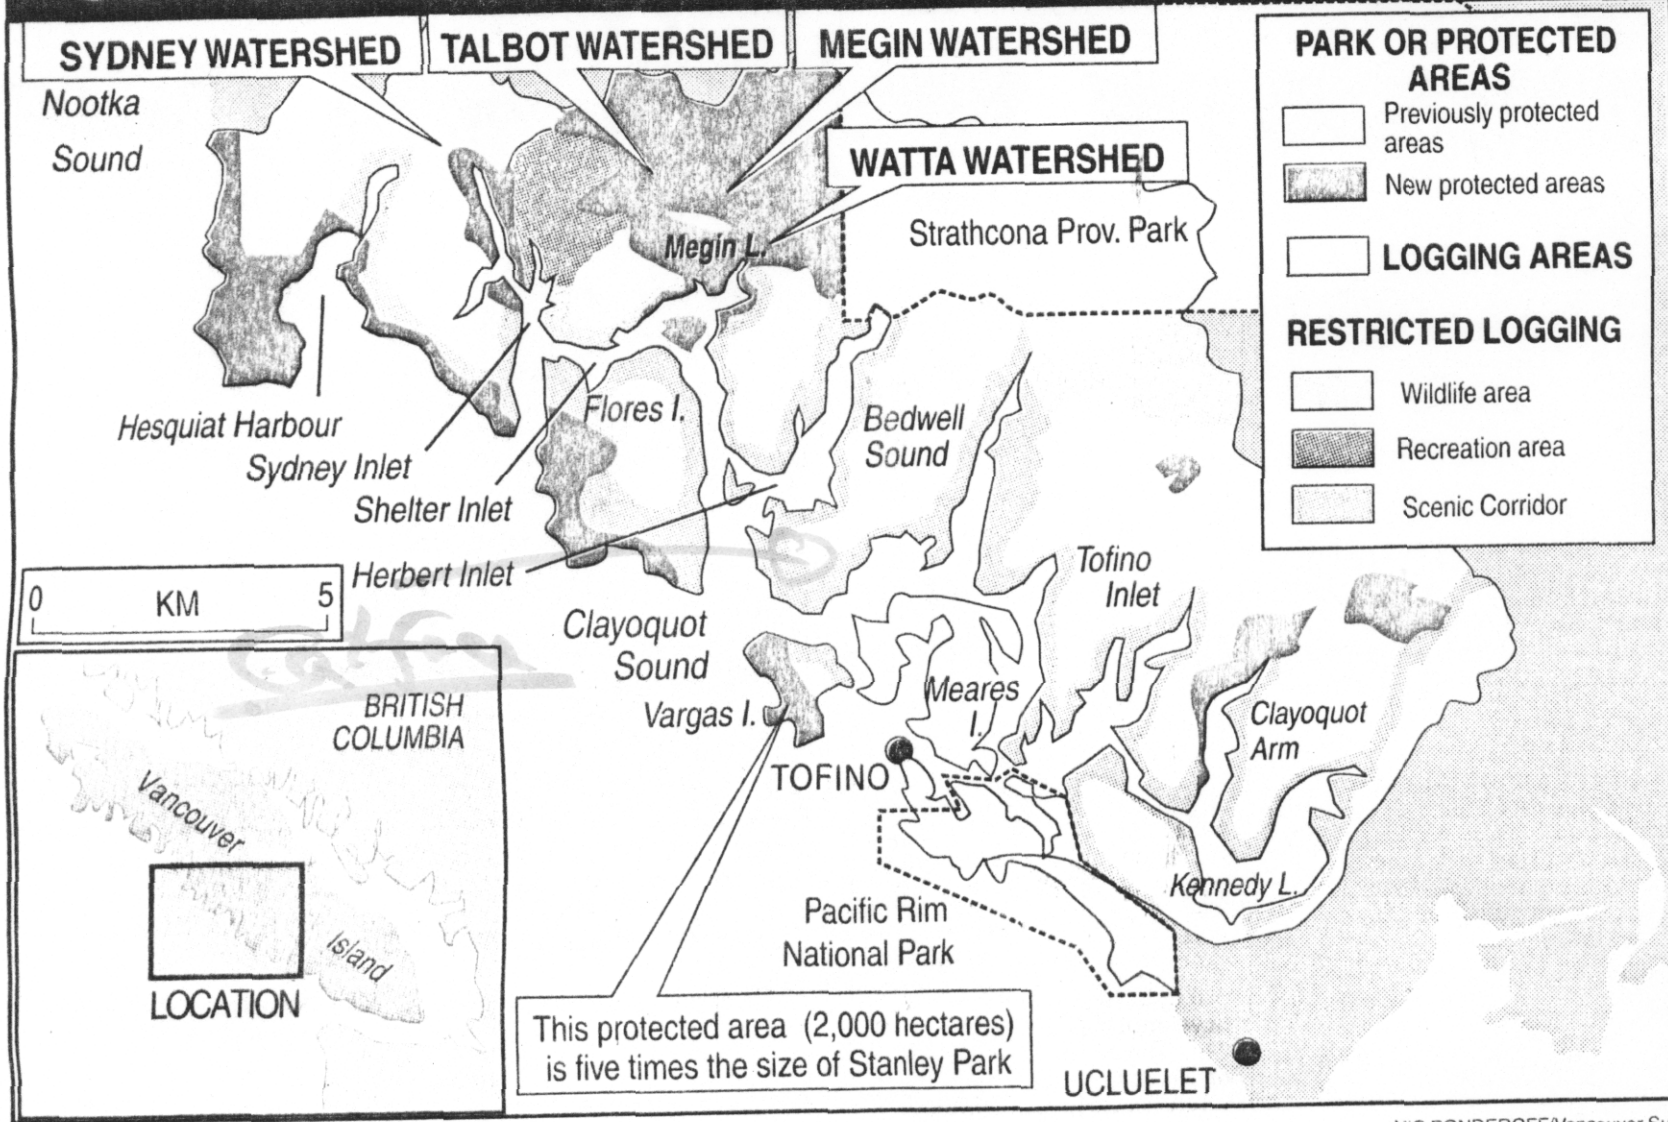 SYDNEY WATERSHED
TALBOT WATERSHED
MEGIN WATERSHED
WATTA WATERSHED
Nootka
Sound
Megin L.
Strathcona Prov. Park
Hesquiat Harbour
Sydney Inlet
Shelter Inlet
Herbert Inlet
Flores I.
Bedwell
Sound
Tofino
Inlet
Clayoquot
Sound
Vargas I.
Meares
I.
TOFINO
Clayoquot
Arm
Kennedy L.
Pacific Rim
National Park
UCLUELET
This protected area (2,000 hectares)
is five times the size of Stanley Park
PARK OR PROTECTED
AREAS
Previously protected
areas
New protected areas
LOGGING AREAS
RESTRICTED LOGGING
Wildlife area
Recreation area
Scenic Corridor
0 KM 5
BRITISH
COLUMBIA
Vancouver
Island
LOCATION